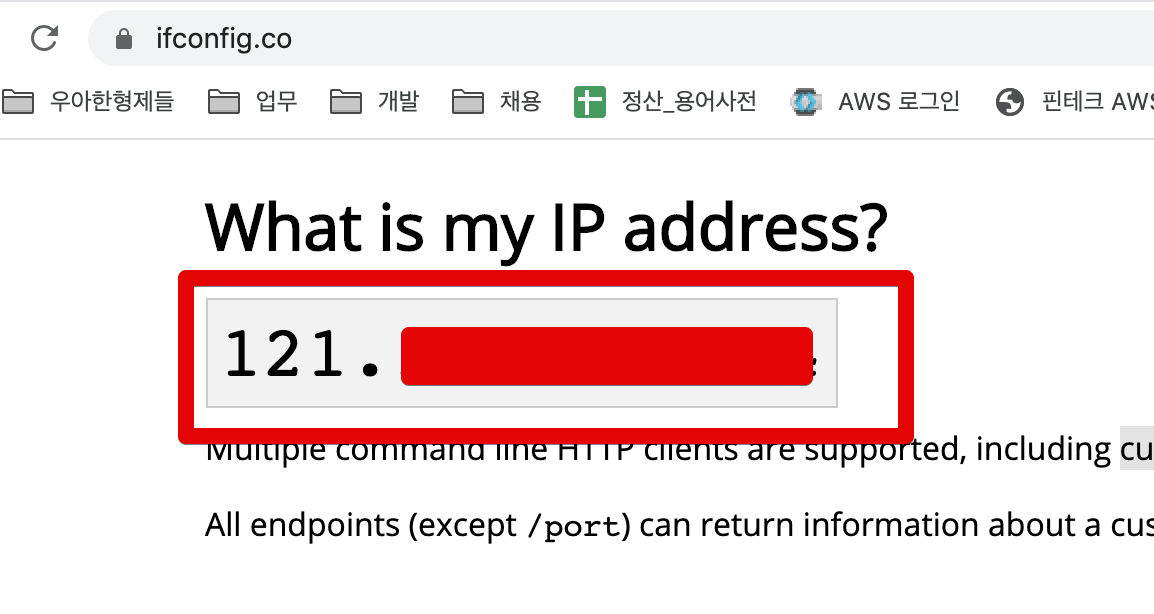 ifconfig.co
우아한형제들 업무 개발 채용 정산_용어사전 AWS 로그인 핀테크 AWS
What is my IP address?
121.
Multiple command line HTTP clients are supported, including cu
All endpoints (except /port) can return information about a cus